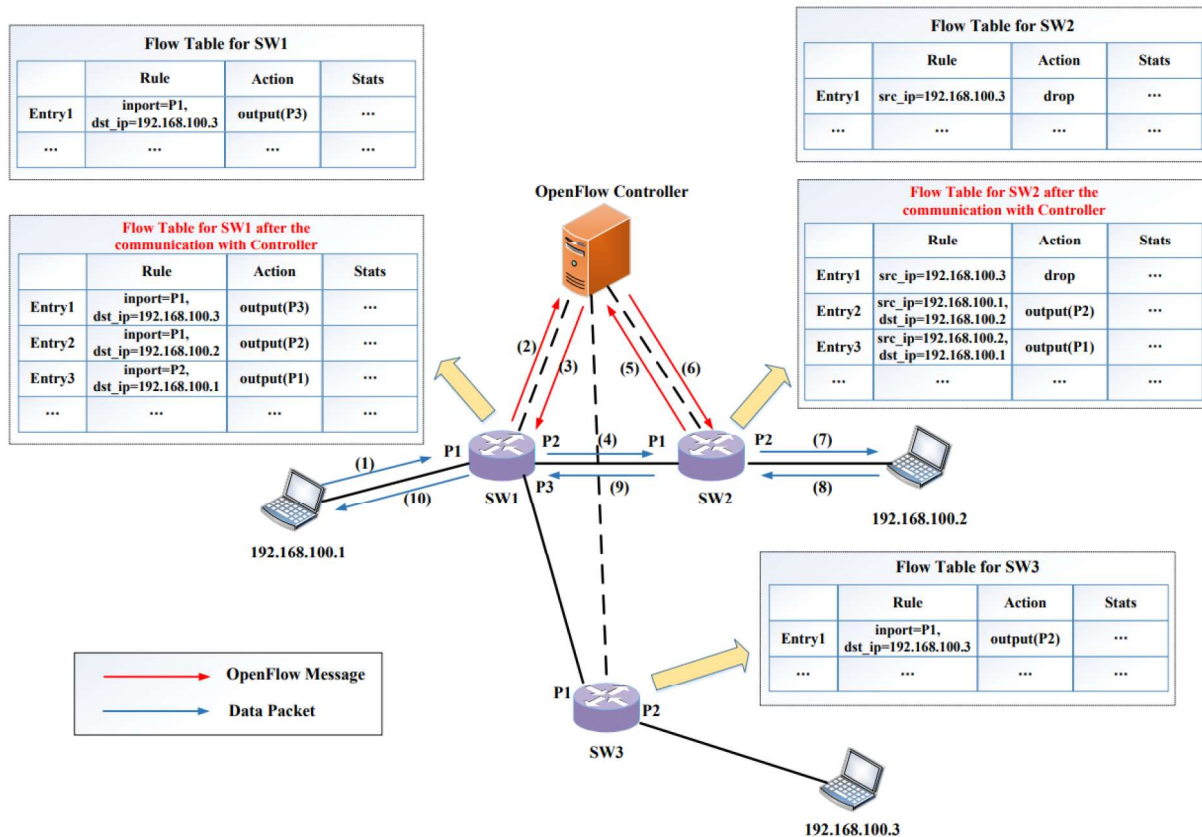 Flow Table for SW1
Rule Action Stats
Entry1 inport=P1, dst_ip=192.168.100.3 output(P3) ...
... ... ... ...
Flow Table for SW2
Rule Action Stats
Entry1 src_ip=192.168.100.3 drop ...
... ... ... ...
OpenFlow Controller
Flow Table for SW1 after the
communication with Controller
Rule Action Stats
Entry1 inport=P1, dst_ip=192.168.100.3 output(P3) ...
Entry2 inport=P1, dst_ip=192.168.100.2 output(P2) ...
Entry3 inport=P2, dst_ip=192.168.100.1 output(P1) ...
... ... ... ...
Flow Table for SW2 after the
communication with Controller
Rule Action Stats
Entry1 src_ip=192.168.100.3 drop ...
Entry2 src_ip=192.168.100.1, dst_ip=192.168.100.2 output(P2) ...
Entry3 src_ip=192.168.100.2, dst_ip=192.168.100.1 output(P1) ...
... ... ... ...
(2) (3) (5) (6)
P1 P2 (4) P1 P2 (7)
(1)
(10) P3 (9) (8)
SW1 SW2
192.168.100.1
192.168.100.2
Flow Table for SW3
Rule Action Stats
Entry1 inport=P1, dst_ip=192.168.100.3 output(P2) ...
... ... ... ...
OpenFlow Message
Data Packet
P1 P2
SW3
192.168.100.3